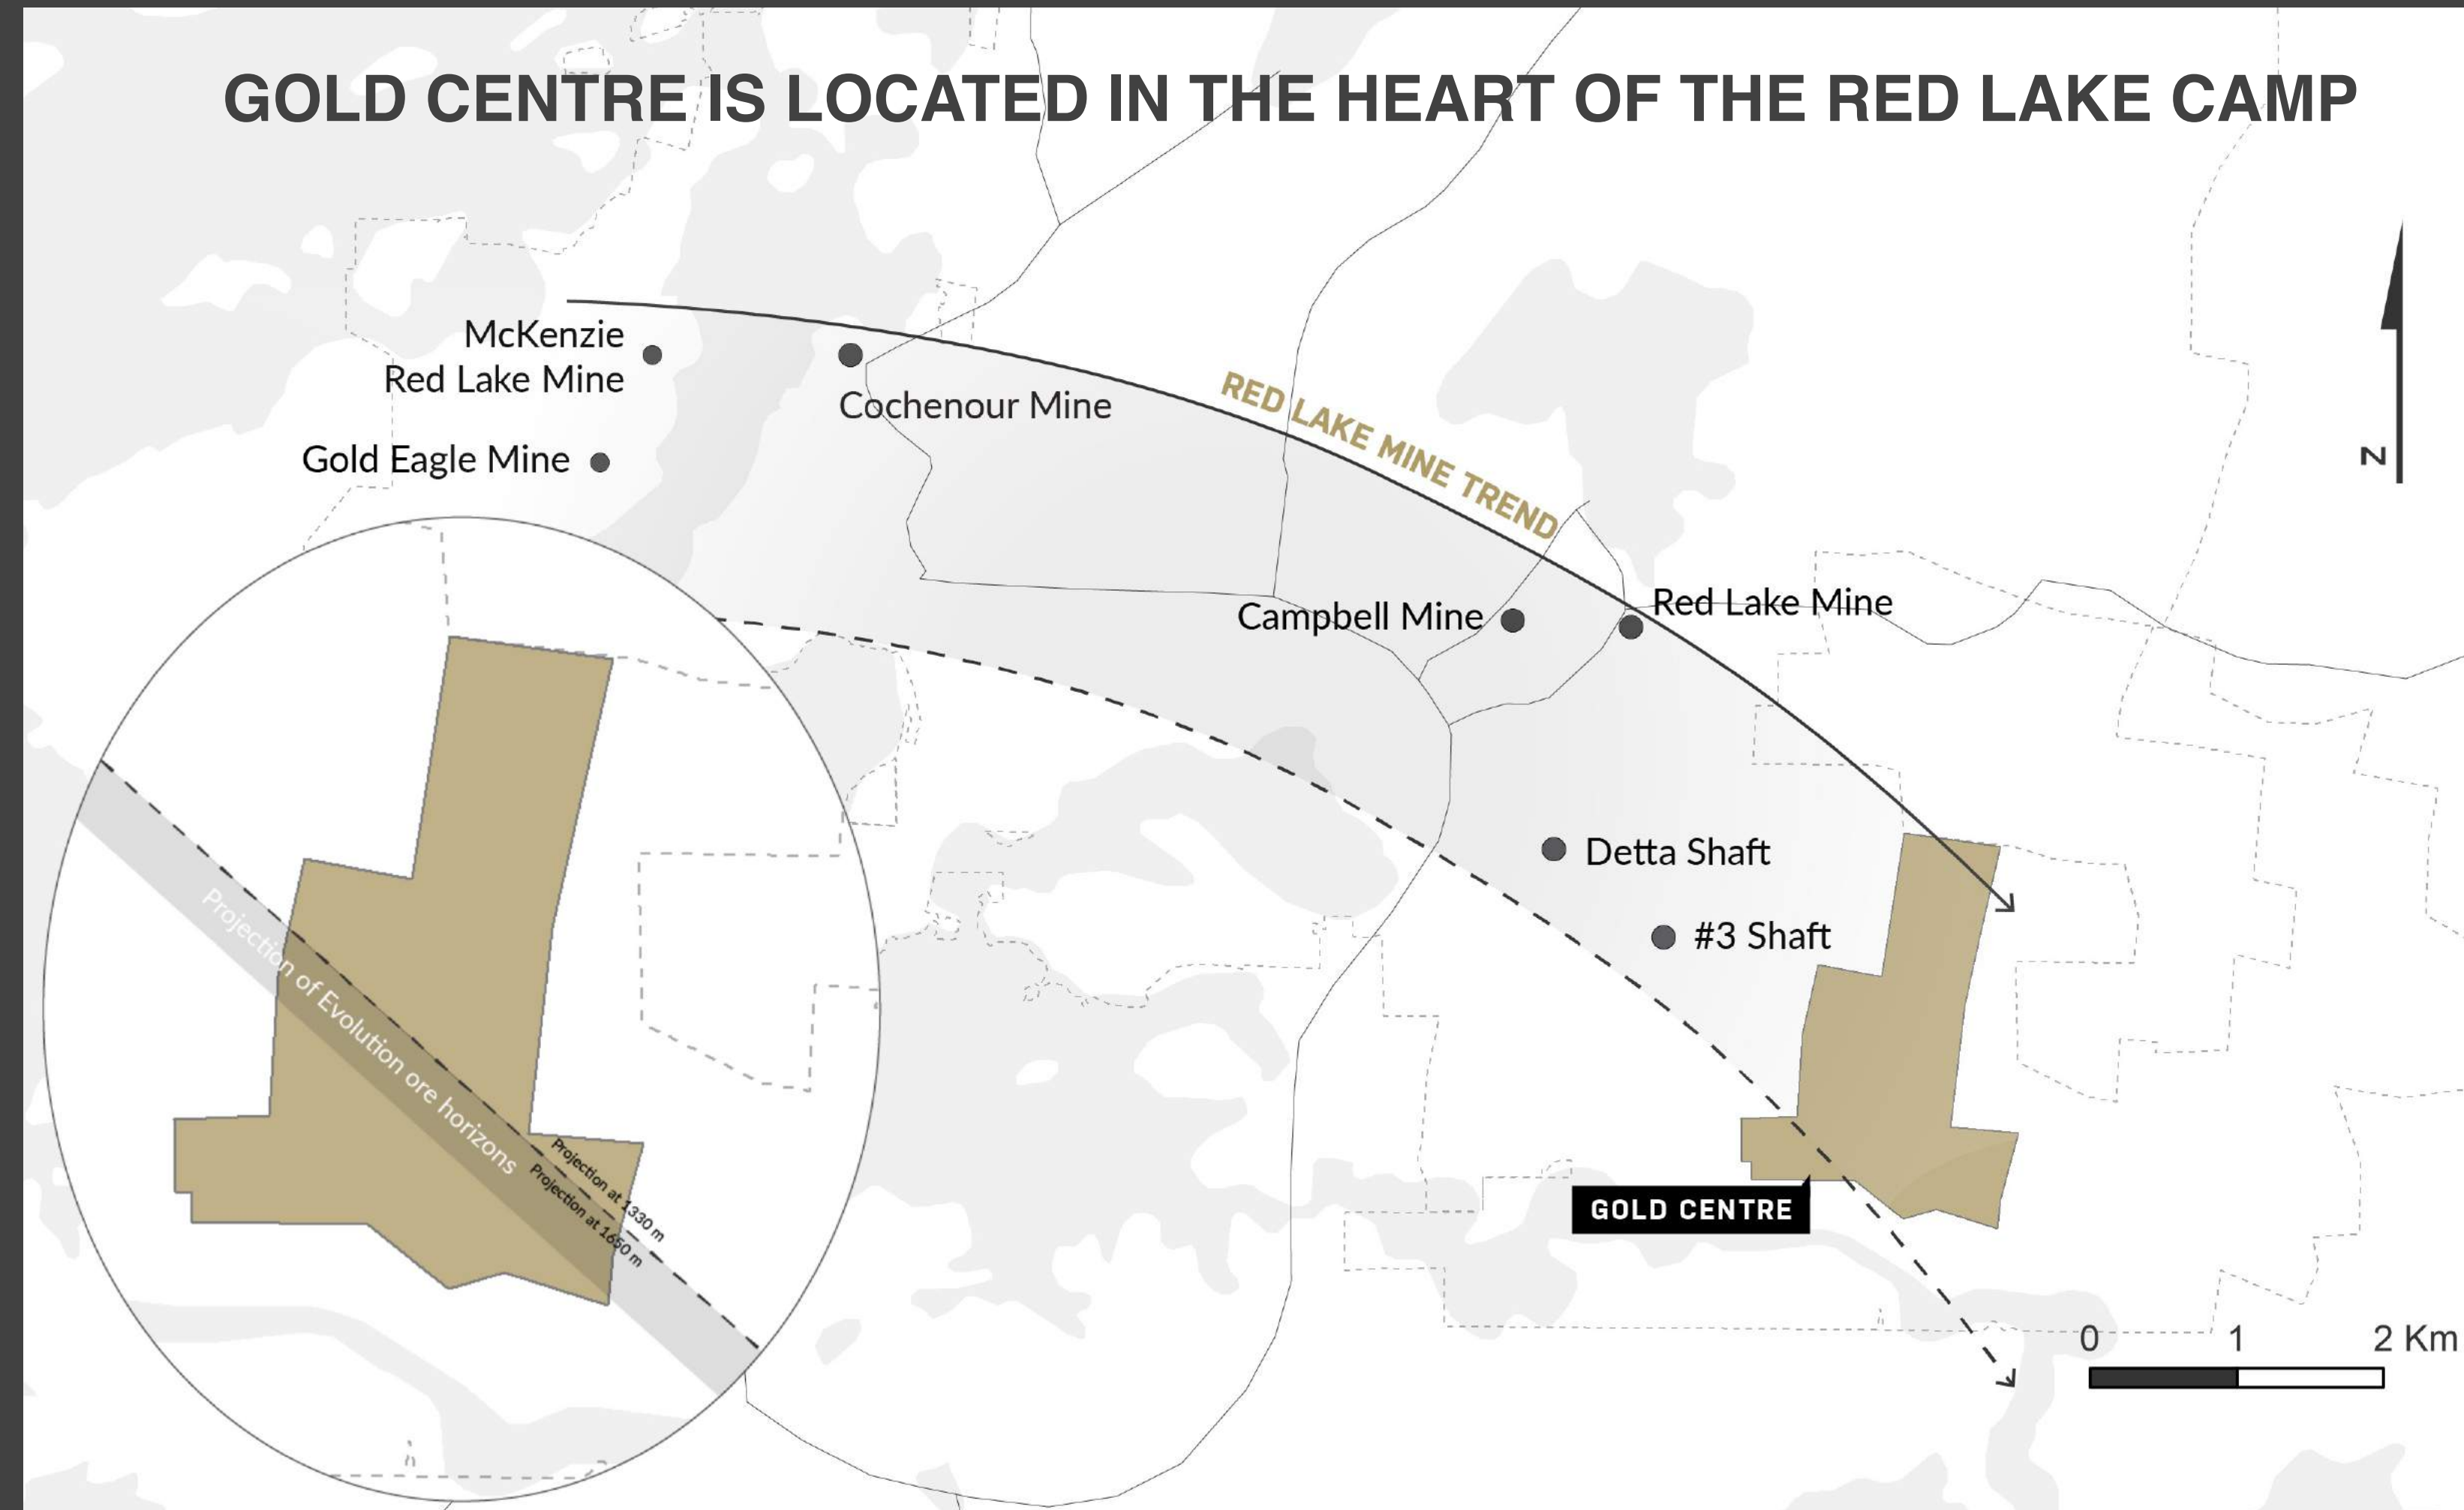 GOLD CENTRE IS LOCATED IN THE HEART OF THE RED LAKE CAMP
McKenzie
Red Lake Mine
Cochenour Mine
Gold Eagle Mine
RED LAKE MINE TREND
N
Campbell Mine
Red Lake Mine
Detta Shaft
#3 Shaft
Projection of Evolution ore horizons
Projection at 1330 m
Projection at 1650 m
GOLD CENTRE
0 1 2 Km